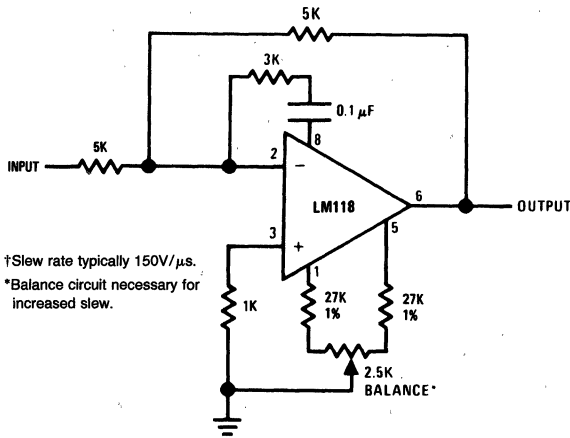 5K
3K
0.1 µF
8
5K
INPUT
2
−
LM118
6
OUTPUT
5
3
+
†Slew rate typically 150V/µs.
*Balance circuit necessary for
increased slew.
1
27K
1%
27K
1%
1K
2.5K
BALANCE*